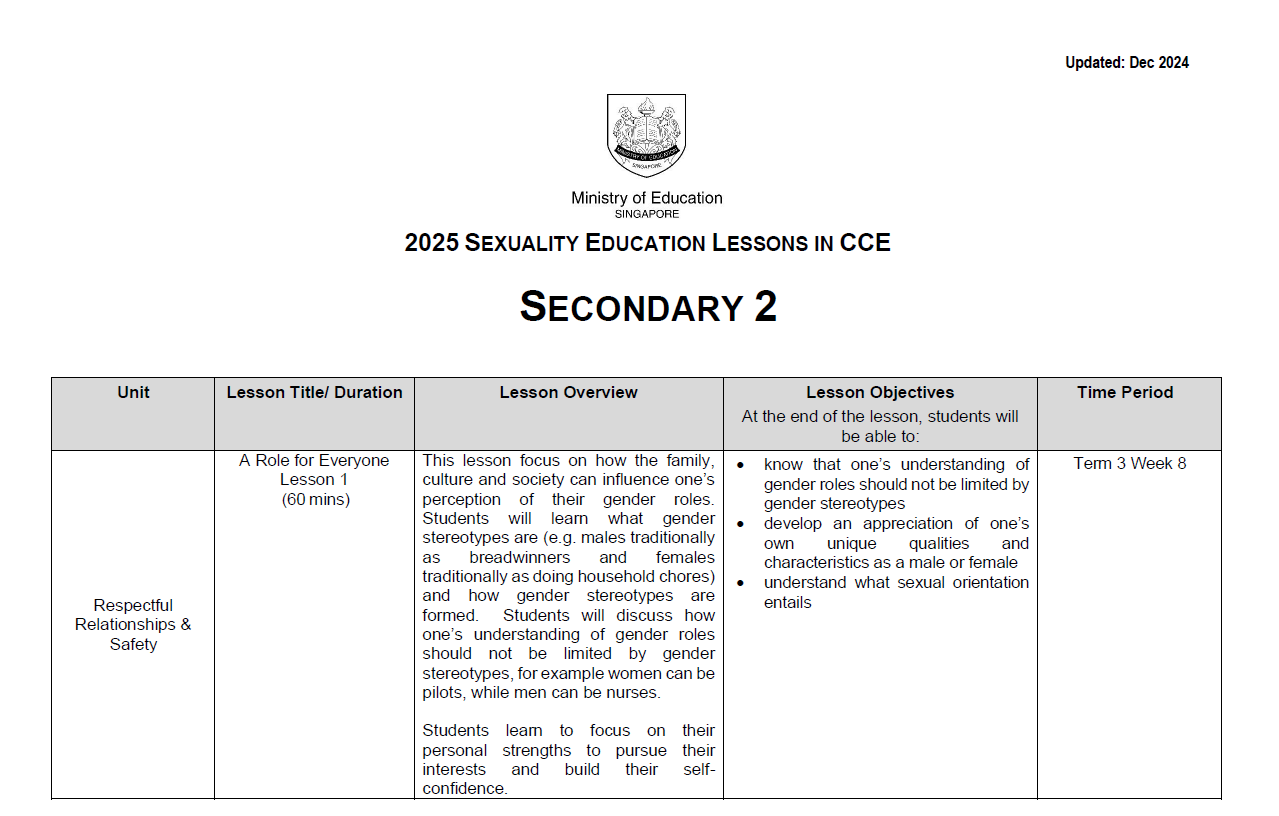 Updated: Dec 2024
MINISTRY OF EDUCATION
SINGAPORE
Ministry of Education
SINGAPORE
2025 SEXUALITY EDUCATION LESSONS IN CCE
SECONDARY 2
Unit
Lesson Title/ Duration
Lesson Overview
Lesson Objectives
At the end of the lesson, students will
be able to:
Time Period
Respectful
Relationships &
Safety
A Role for Everyone
Lesson 1
(60 mins)
This lesson focus on how the family,
culture and society can influence one’s
perception of their gender roles.
Students will learn what gender
stereotypes are (e.g. males traditionally
as breadwinners and females
traditionally as doing household chores)
and how gender stereotypes are
formed. Students will discuss how
one’s understanding of gender roles
should not be limited by gender
stereotypes, for example women can be
pilots, while men can be nurses.
Students learn to focus on their
personal strengths to pursue their
interests and build their self-
confidence.
• know that one’s understanding of
gender roles should not be limited by
gender stereotypes
• develop an appreciation of one’s
own unique qualities and
characteristics as a male or female
• understand what sexual orientation
entails
Term 3 Week 8